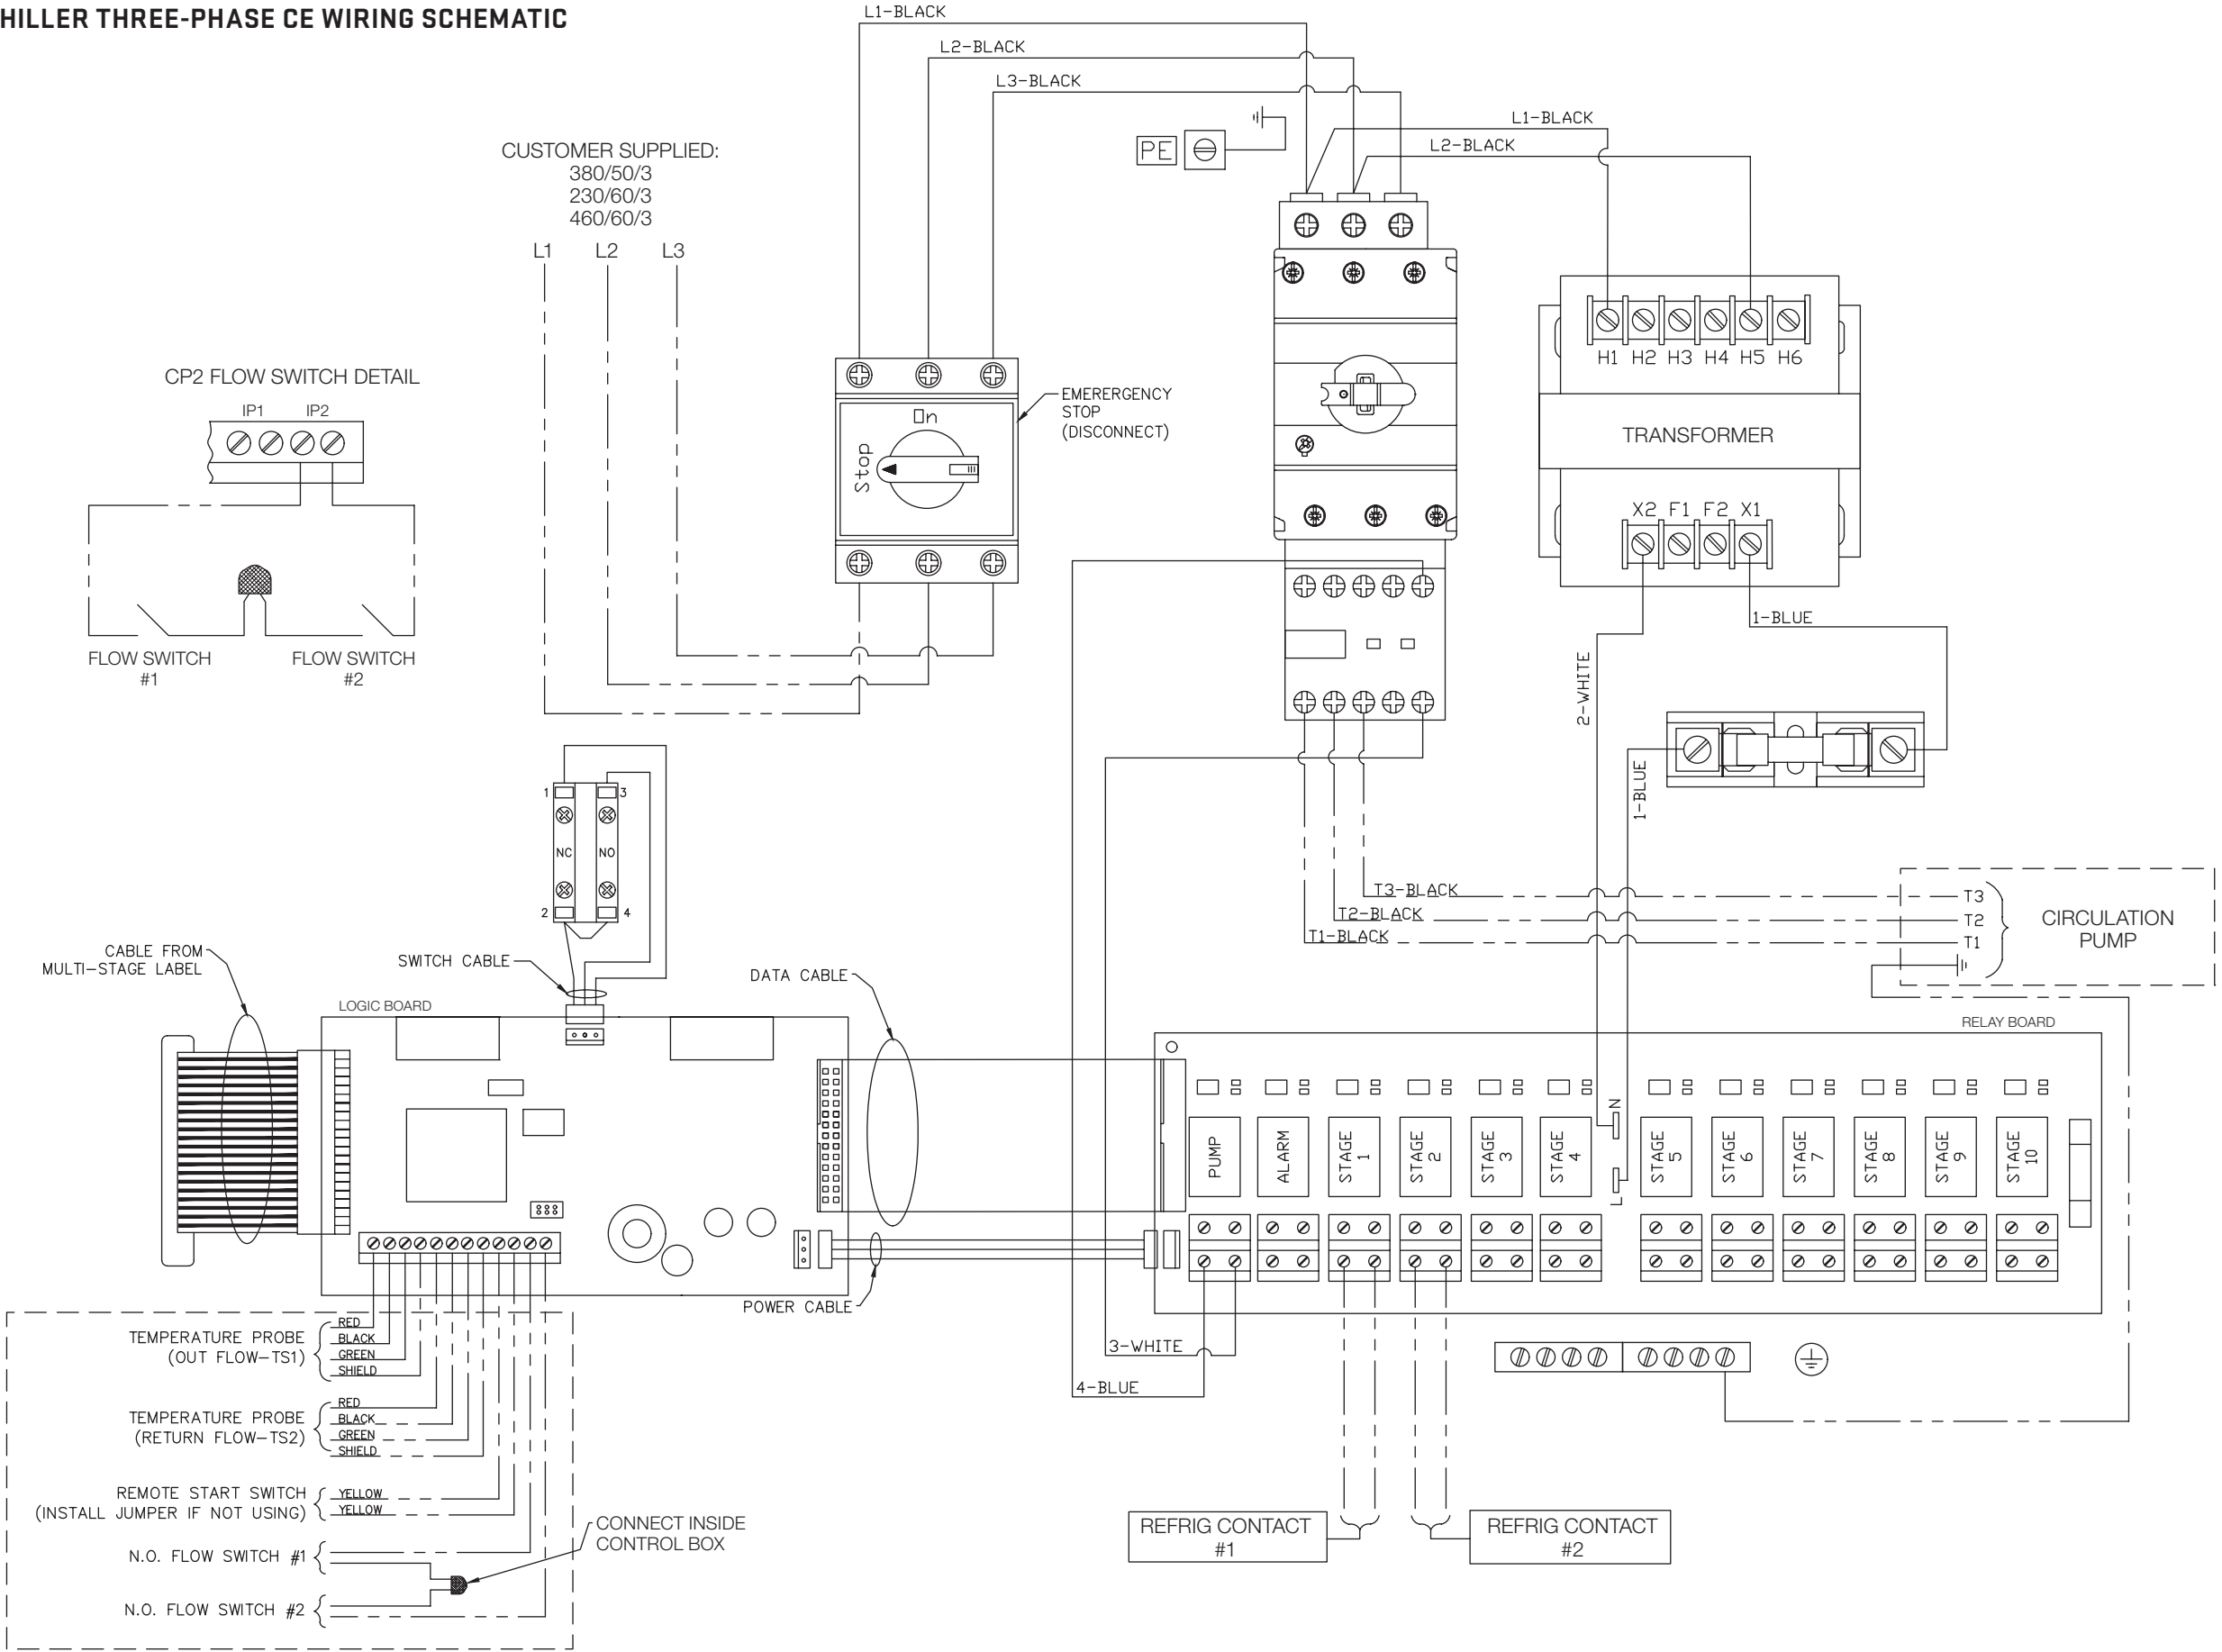 HILLER THREE-PHASE CE WIRING SCHEMATIC
L1-BLACK
L2-BLACK
L3-BLACK
L1-BLACK
L2-BLACK
PE
CUSTOMER SUPPLIED:
380/50/3
230/60/3
460/60/3
L1 L2 L3
CP2 FLOW SWITCH DETAIL
IP1 IP2
FLOW SWITCH
#1
FLOW SWITCH
#2
On
Stop
EMERERGENCY
STOP
(DISCONNECT)
H1 H2 H3 H4 H5 H6
TRANSFORMER
X2 F1 F2 X1
1-BLUE
2-WHITE
1-BLUE
1 3
NC NO
2 4
T3-BLACK
T2-BLACK
T1-BLACK
T3
T2
T1
CIRCULATION
PUMP
CABLE FROM
MULTI-STAGE LABEL
SWITCH CABLE
DATA CABLE
LOGIC BOARD
RELAY BOARD
PUMP
ALARM
STAGE
1
STAGE
2
STAGE
3
STAGE
4
N
L
STAGE
5
STAGE
6
STAGE
7
STAGE
8
STAGE
9
STAGE
10
POWER CABLE
3-WHITE
4-BLUE
TEMPERATURE PROBE
(OUT FLOW-TS1)
RED
BLACK
GREEN
SHIELD
TEMPERATURE PROBE
(RETURN FLOW-TS2)
RED
BLACK
GREEN
SHIELD
REMOTE START SWITCH
(INSTALL JUMPER IF NOT USING)
YELLOW
YELLOW
N.O. FLOW SWITCH #1
N.O. FLOW SWITCH #2
CONNECT INSIDE
CONTROL BOX
REFRIG CONTACT
#1
REFRIG CONTACT
#2